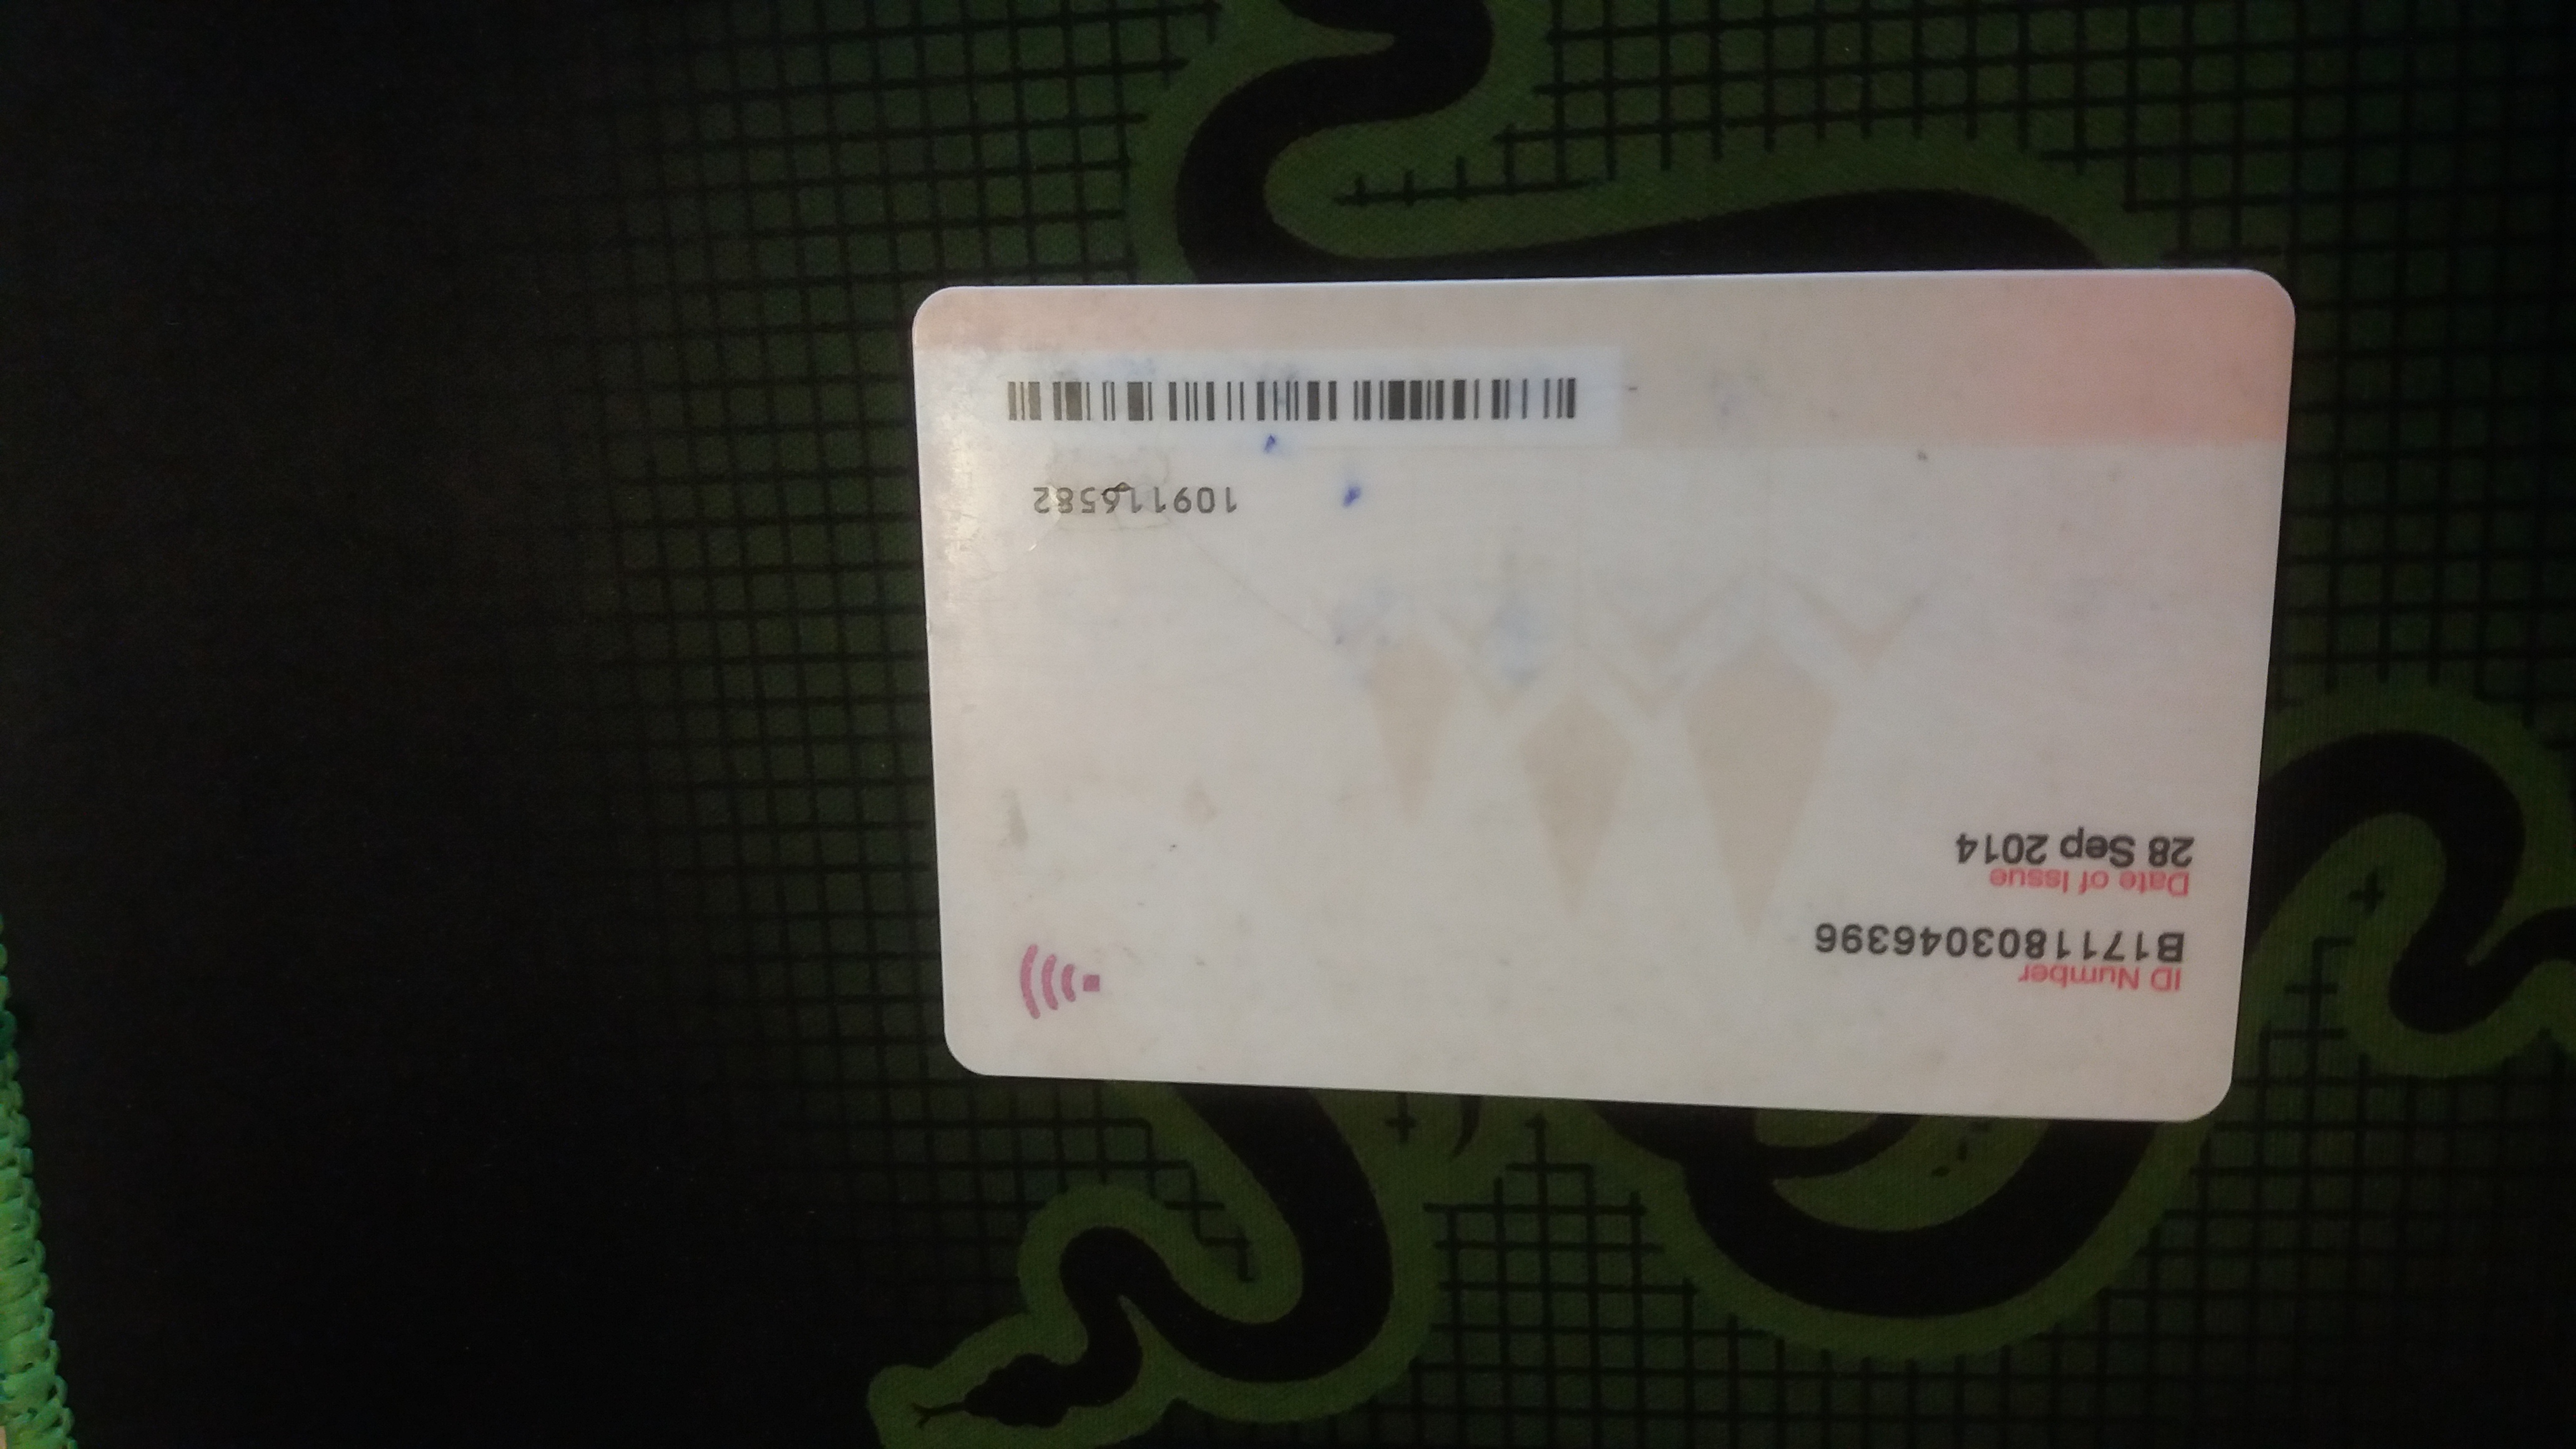 ID Number
B1711803046396
Date of Issue
28 Sep 2014
109116582